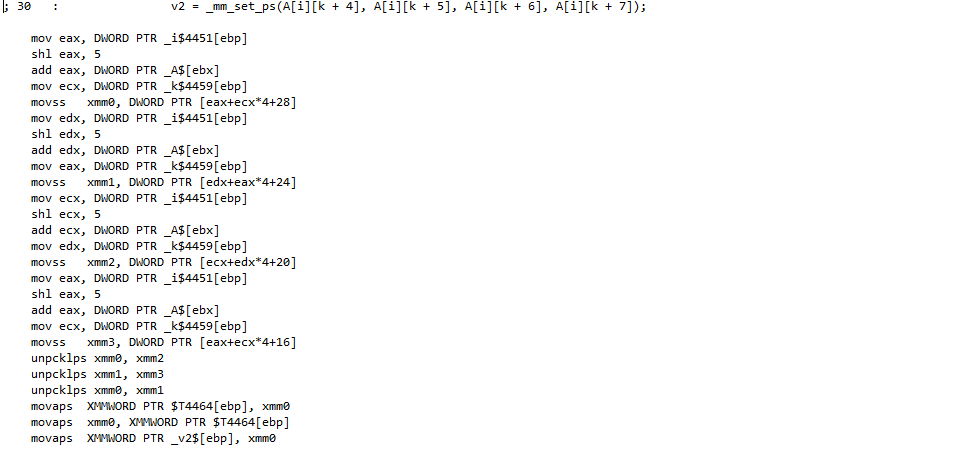 ; 30   :                v2 = _mm_set_ps(A[i][k + 4], A[i][k + 5], A[i][k + 6], A[i][k + 7]);

    mov eax, DWORD PTR _i$4451[ebp]
    shl eax, 5
    add eax, DWORD PTR _A$[ebx]
    mov ecx, DWORD PTR _k$4459[ebp]
    movss   xmm0, DWORD PTR [eax+ecx*4+28]
    mov edx, DWORD PTR _i$4451[ebp]
    shl edx, 5
    add edx, DWORD PTR _A$[ebx]
    mov eax, DWORD PTR _k$4459[ebp]
    movss   xmm1, DWORD PTR [edx+eax*4+24]
    mov ecx, DWORD PTR _i$4451[ebp]
    shl ecx, 5
    add ecx, DWORD PTR _A$[ebx]
    mov edx, DWORD PTR _k$4459[ebp]
    movss   xmm2, DWORD PTR [ecx+edx*4+20]
    mov eax, DWORD PTR _i$4451[ebp]
    shl eax, 5
    add eax, DWORD PTR _A$[ebx]
    mov ecx, DWORD PTR _k$4459[ebp]
    movss   xmm3, DWORD PTR [eax+ecx*4+16]
    unpcklps xmm0, xmm2
    unpcklps xmm1, xmm3
    unpcklps xmm0, xmm1
    movaps  XMMWORD PTR $T4464[ebp], xmm0
    movaps  xmm0, XMMWORD PTR $T4464[ebp]
    movaps  XMMWORD PTR _v2$[ebp], xmm0